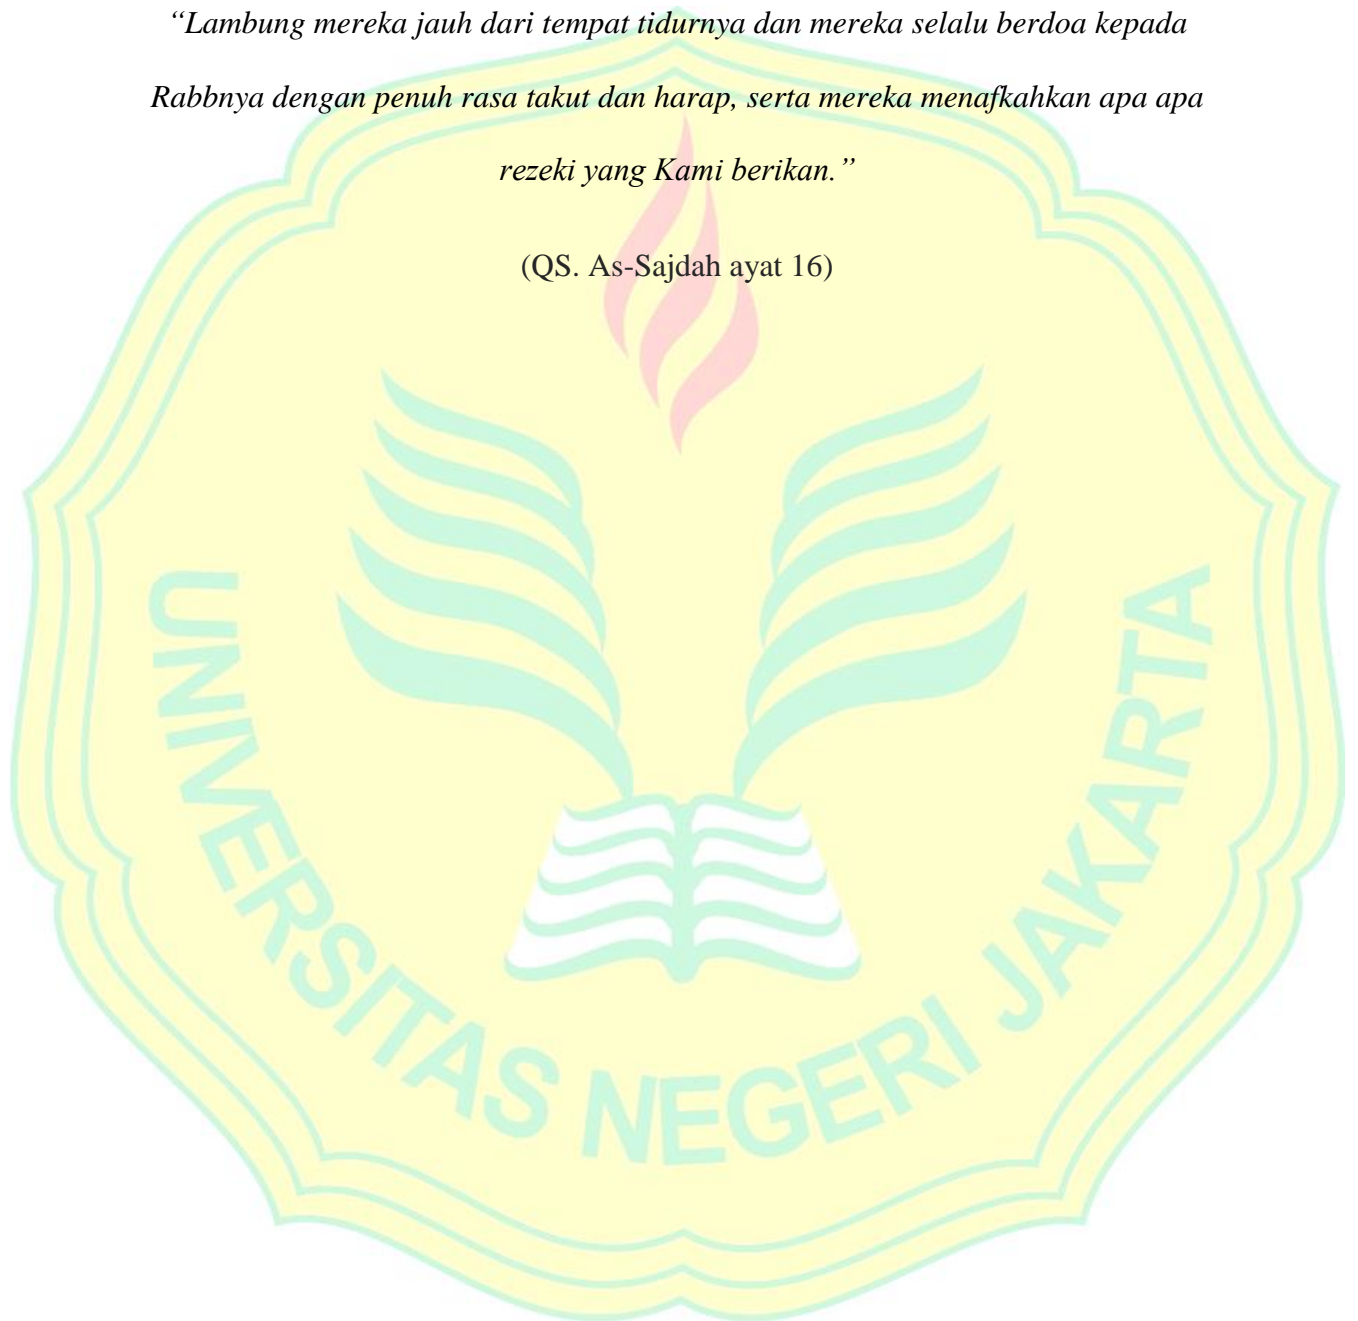 “Lambung mereka jauh dari tempat tidurnya dan mereka selalu berdoa kepada
Rabbnya dengan penuh rasa takut dan harap, serta mereka menafkahkan apa apa
rezeki yang Kami berikan.”
(QS. As-Sajdah ayat 16)
UNIVERSITAS NEGERI JAKARTA